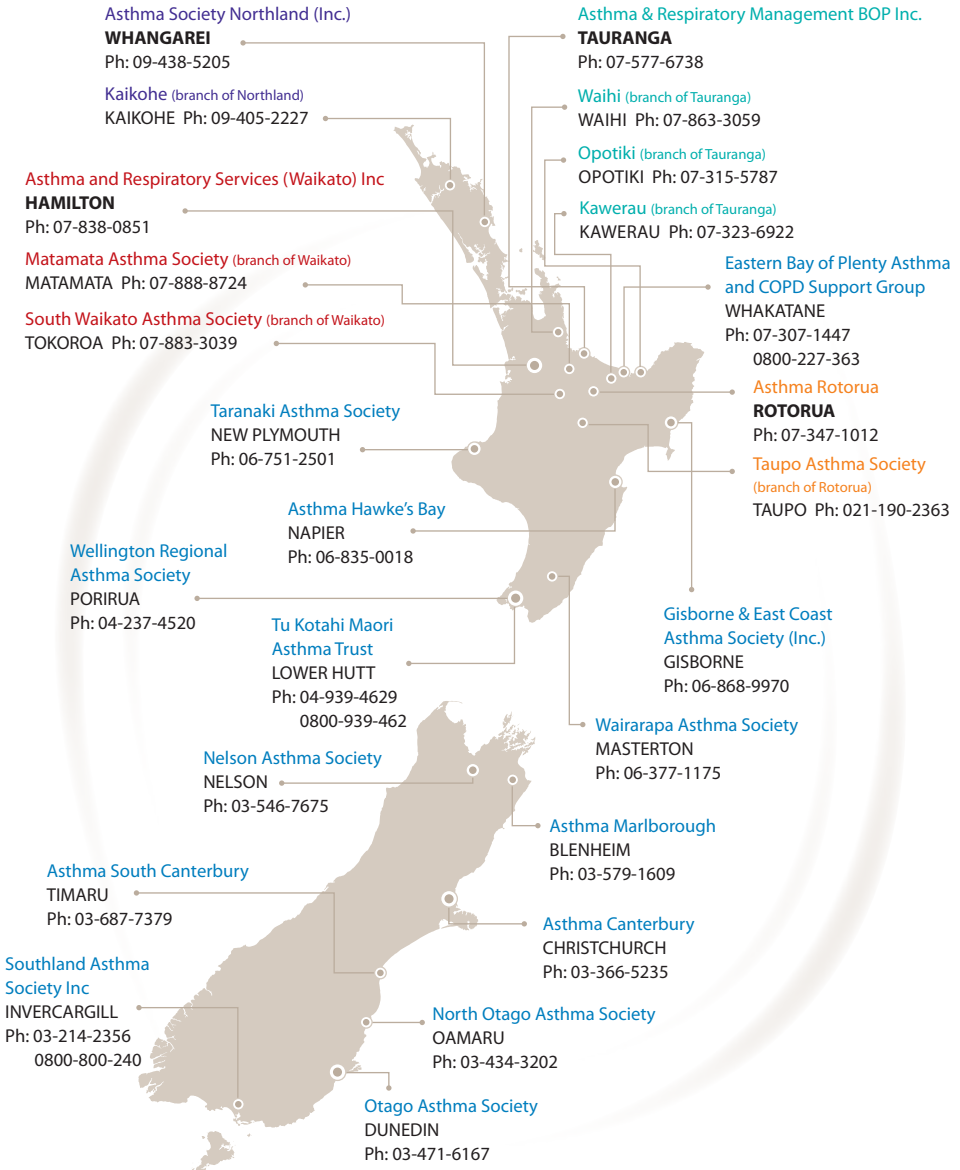 Asthma Society Northland (Inc.)
WHANGAREI
Ph: 09-438-5205
Kaikohe (branch of Northland)
KAIKOHE Ph: 09-405-2227
Asthma and Respiratory Services (Waikato) Inc
HAMILTON
Ph: 07-838-0851
Matamata Asthma Society (branch of Waikato)
MATAMATA Ph: 07-888-8724
South Waikato Asthma Society (branch of Waikato)
TOKOROA Ph: 07-883-3039
Asthma & Respiratory Management BOP Inc.
TAURANGA
Ph: 07-577-6738
Waihi (branch of Tauranga)
WAIHI Ph: 07-863-3059
Opotiki (branch of Tauranga)
OPOTIKI Ph: 07-315-5787
Kawerau (branch of Tauranga)
KAWERAU Ph: 07-323-6922
Eastern Bay of Plenty Asthma
and COPD Support Group
WHAKATANE
Ph: 07-307-1447
0800-227-363
Asthma Rotorua
ROTORUA
Ph: 07-347-1012
Taupo Asthma Society
(branch of Rotorua)
TAUPO Ph: 021-190-2363
Taranaki Asthma Society
NEW PLYMOUTH
Ph: 06-751-2501
Asthma Hawke's Bay
NAPIER
Ph: 06-835-0018
Wellington Regional
Asthma Society
PORIRUA
Ph: 04-237-4520
Tu Kotahi Maori
Asthma Trust
LOWER HUTT
Ph: 04-939-4629
0800-939-462
Gisborne & East Coast
Asthma Society (Inc.)
GISBORNE
Ph: 06-868-9970
Wairarapa Asthma Society
MASTERTON
Ph: 06-377-1175
Nelson Asthma Society
NELSON
Ph: 03-546-7675
Asthma Marlborough
BLENHEIM
Ph: 03-579-1609
Asthma South Canterbury
TIMARU
Ph: 03-687-7379
Asthma Canterbury
CHRISTCHURCH
Ph: 03-366-5235
Southland Asthma
Society Inc
INVERCARGILL
Ph: 03-214-2356
0800-800-240
North Otago Asthma Society
OAMARU
Ph: 03-434-3202
Otago Asthma Society
DUNEDIN
Ph: 03-471-6167